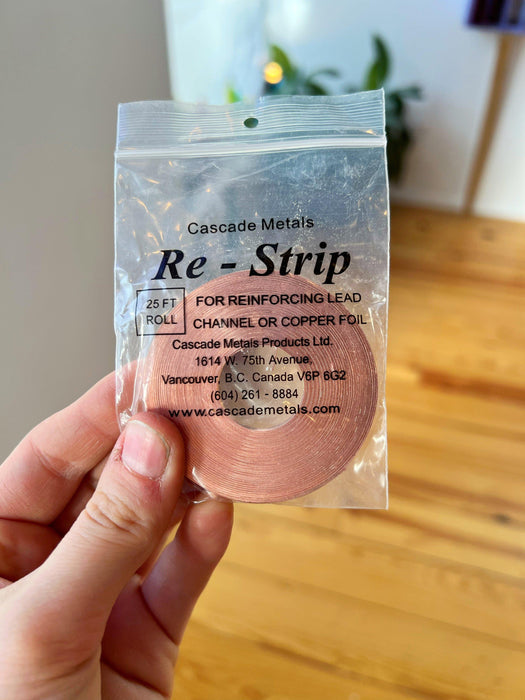 Cascade Metals
Re - Strip
25 FT
ROLL
FOR REINFORCING LEAD
CHANNEL OR COPPER FOIL
Cascade Metals Products Ltd.
1614 W. 75th Avenue,
Vancouver, B.C. Canada V6P 6G2
(604) 261 - 8884
www.cascademetals.com